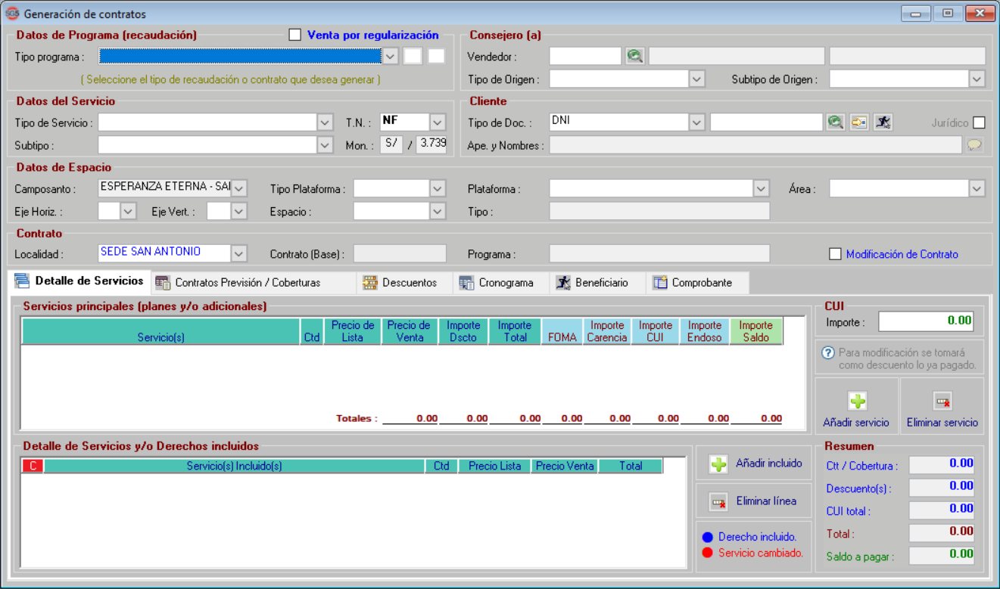 SG5 Generación de contratos
Datos de Programa (recaudación) Venta por regularización
Tipo programa :
( Seleccione el tipo de recaudación o contrato que desea generar )
Consejero (a)
Vendedor :
Tipo de Origen : Subtipo de Origen :
Datos del Servicio
Tipo de Servicio : T.N. : NF
Subtipo : Mon. : S/ / 3.739
Cliente
Tipo de Doc. : DNI Jurídico
Ape. y Nombres :
Datos de Espacio
Camposanto : ESPERANZA ETERNA - SAI Tipo Plataforma : Plataforma : Área :
Eje Horiz. : Eje Vert. : Espacio : Tipo :
Contrato
Localidad : SEDE SAN ANTONIO Contrato (Base) : Programa : Modificación de Contrato
Detalle de Servicios Contratos Previsión / Coberturas Descuentos Cronograma Beneficiario Comprobante
Servicios principales (planes y/o adicionales)
Servicio(s) Ctd Precio de Lista Precio de Venta Importe Dscto Importe Total FOMA Importe Carencia Importe CUI Importe Endoso Importe Saldo
Totales : 0.00 0.00 0.00 0.00 0.00 0.00 0.00 0.00
CUI
Importe : 0.00
? Para modificación se tomará
como descuento lo ya pagado.
Añadir servicio Eliminar servicio
Detalle de Servicios y/o Derechos incluidos
C Servicio(s) Incluido(s) Ctd Precio Lista Precio Venta Total
Añadir incluido
Eliminar línea
Derecho incluido.
Servicio cambiado.
Resumen
Ctt / Cobertura : 0.00
Descuento(s) : 0.00
CUI total : 0.00
Total : 0.00
Saldo a pagar : 0.00